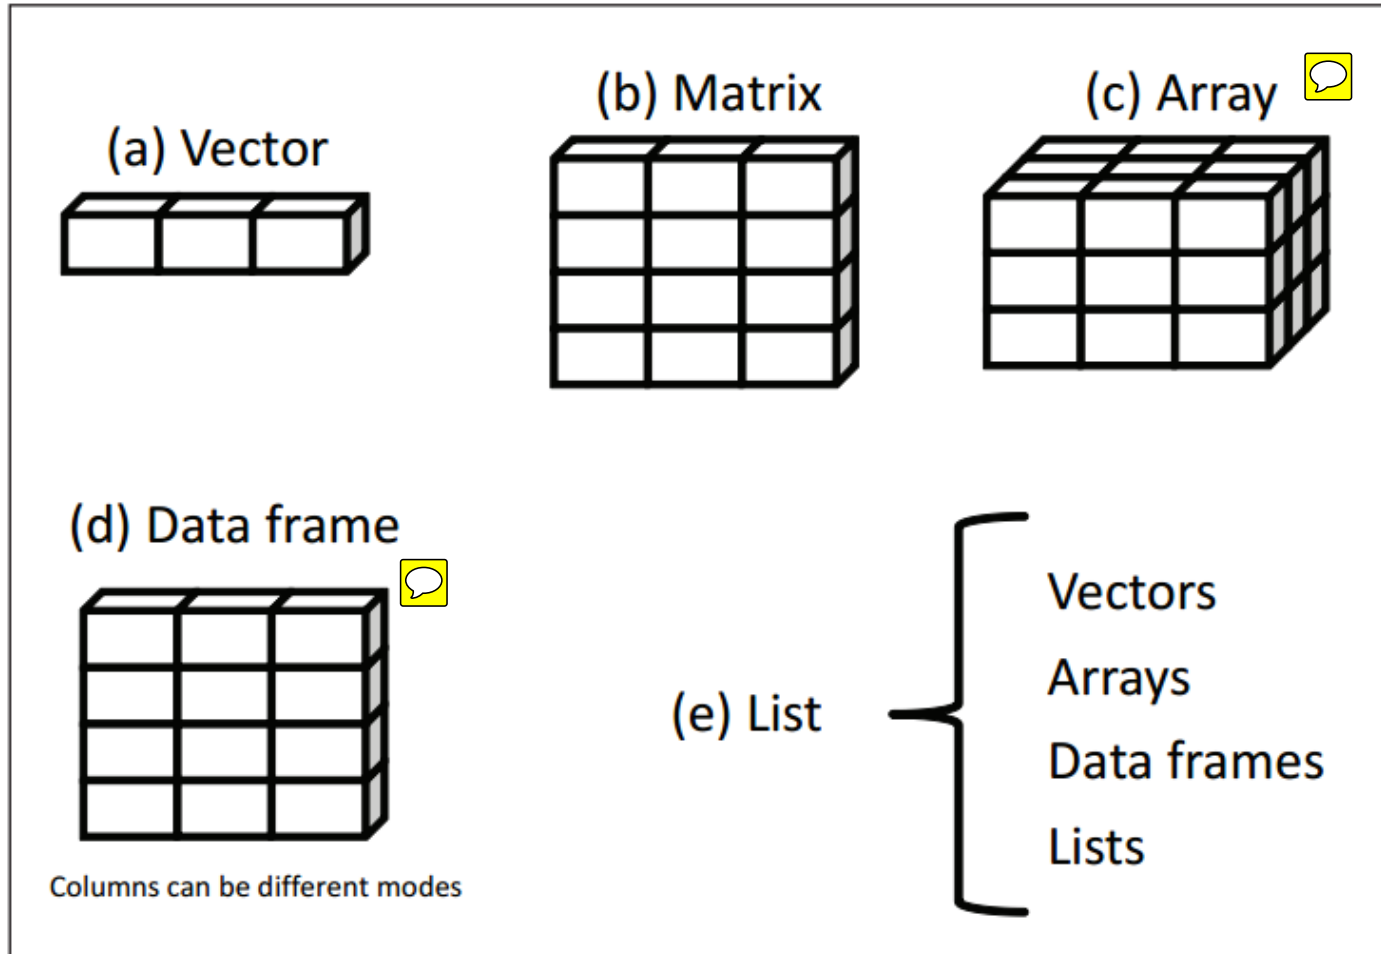 (a) Vector
(b) Matrix
(c) Array
(d) Data frame
Columns can be different modes
(e) List
Vectors
Arrays
Data frames
Lists